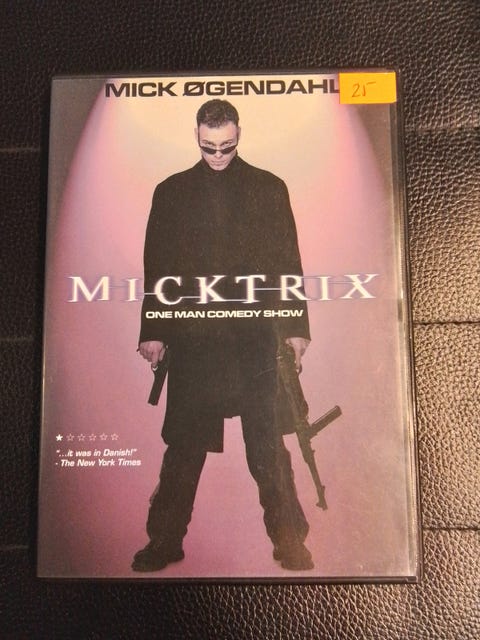 MICK ØGENDAHL
25
MICKTRIX
ONE MAN COMEDY SHOW
★☆☆☆☆☆
"...it was in Danish!"
- The New York Times